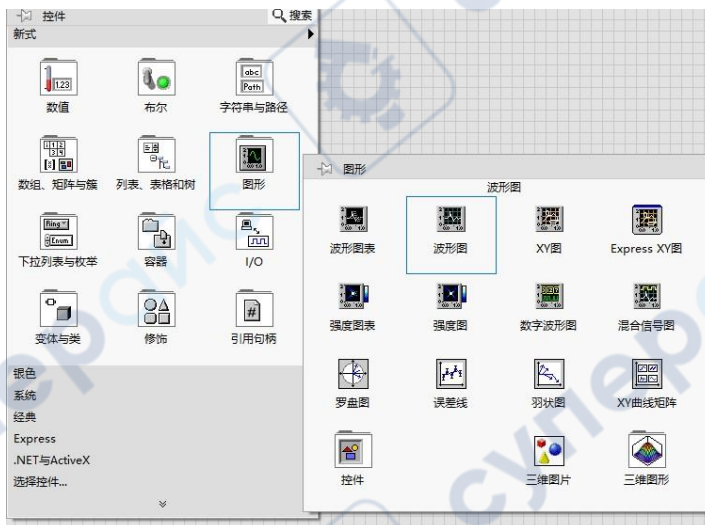 控件
搜索
新式
数值
布尔
字符串与路径
数组、矩阵与簇
列表、表格和树
图形
下拉列表与枚举
容器
I/O
变体与类
修饰
引用句柄
银色
系统
经典
Express
.NET与ActiveX
选择控件...
图形
波形图
波形图表
波形图
XY图
Express XY图
强度图表
强度图
数字波形图
混合信号图
罗盘图
误差线
羽状图
XY曲线矩阵
控件
三维图片
三维图形